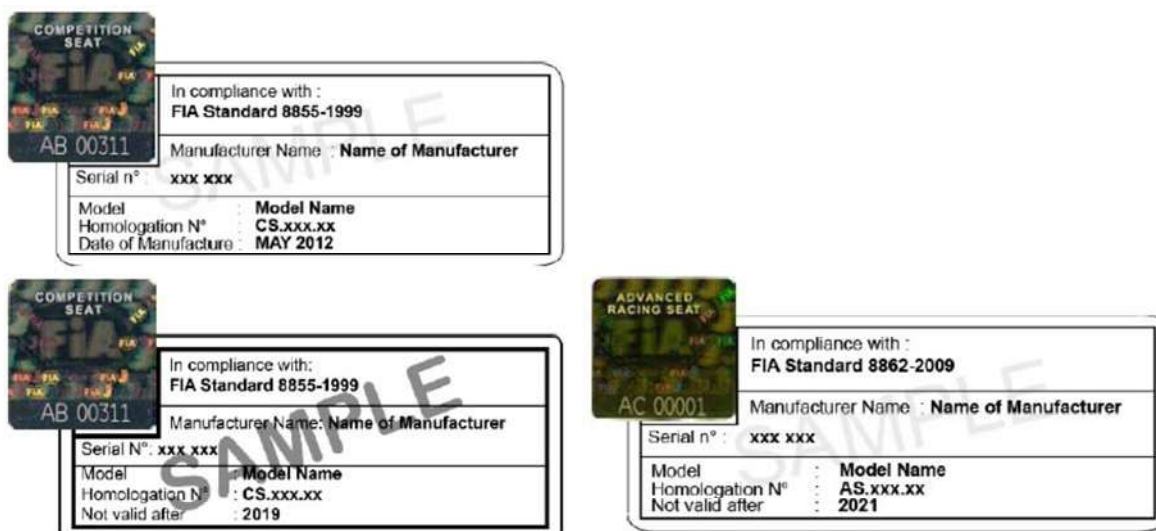 COMPETITION
SEAT
FIA
AB 00311
In compliance with :
FIA Standard 8855-1999
Manufacturer Name : Name of Manufacturer
Serial n° : xxx xxx
Model : Model Name
Homologation N° : CS.xxx.xx
Date of Manufacture : MAY 2012
SAMPLE
COMPETITION
SEAT
FIA
AB 00311
In compliance with:
FIA Standard 8855-1999
Manufacturer Name: Name of Manufacturer
Serial N°: xxx xxx
Model : Model Name
Homologation N° : CS.xxx.xx
Not valid after : 2019
SAMPLE
ADVANCED
RACING SEAT
FIA
AC 00001
In compliance with :
FIA Standard 8862-2009
Manufacturer Name : Name of Manufacturer
Serial n° : xxx xxx
Model : Model Name
Homologation N° : AS.xxx.xx
Not valid after : 2021
SAMPLE